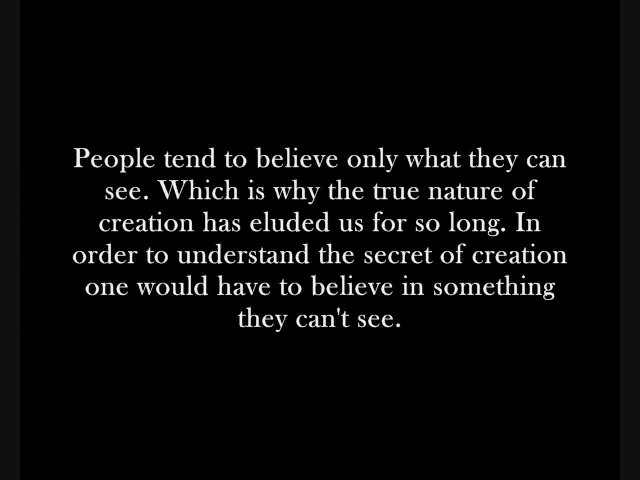 People tend to believe only what they can
see. Which is why the true nature of
creation has eluded us for so long. In
order to understand the secret of creation
one would have to believe in something
they can't see.